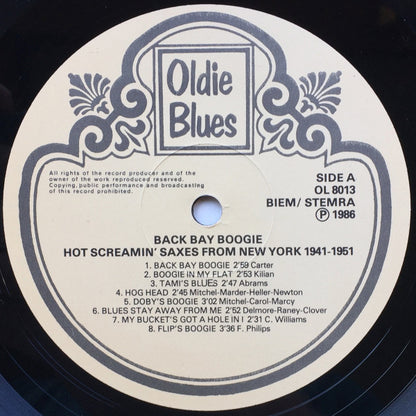 Oldie
Blues
All rights of the record producer and of the
owner of the work reproduced reserved.
Copying, public performance and broadcasting
of this record prohibited.
SIDE A
OL 8013
BIEM/ STEMRA
Ⓟ 1986
BACK BAY BOOGIE
HOT SCREAMIN' SAXES FROM NEW YORK 1941-1951
1. BACK BAY BOOGIE 2'59 Carter
2. BOOGIE IN MY FLAT 2'53 Kilian
3. TAMI'S BLUES 2'47 Abrams
4. HOG HEAD 2'45 Mitchel-Marder-Heller-Newton
5. DOBY'S BOOGIE 3'02 Mitchel-Carol-Marcy
6. BLUES STAY AWAY FROM ME 2'52 Delmore-Raney-Clover
7. MY BUCKET'S GOT A HOLE IN I 2'31 C. Williams
8. FLIP'S BOOGIE 3'36 F. Philips